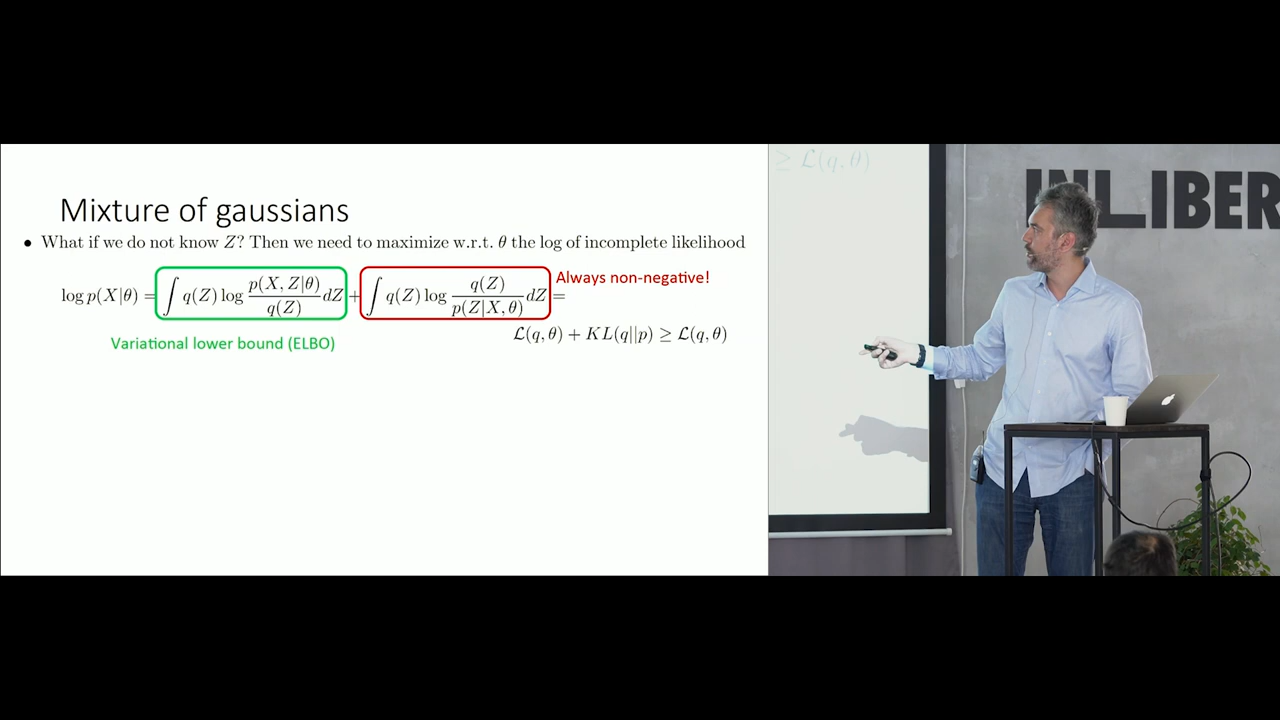 Mixture of gaussians
• What if we do not know Z? Then we need to maximize w.r.t. θ the log of incomplete likelihood
log p(X|θ) = ∫ q(Z) log p(X, Z|θ) / q(Z) dZ + ∫ q(Z) log q(Z) / p(Z|X, θ) dZ =
Always non-negative!
L(q, θ) + KL(q||p) ≥ L(q, θ)
Variational lower bound (ELBO)
≥ L(q, θ)
INLIBER